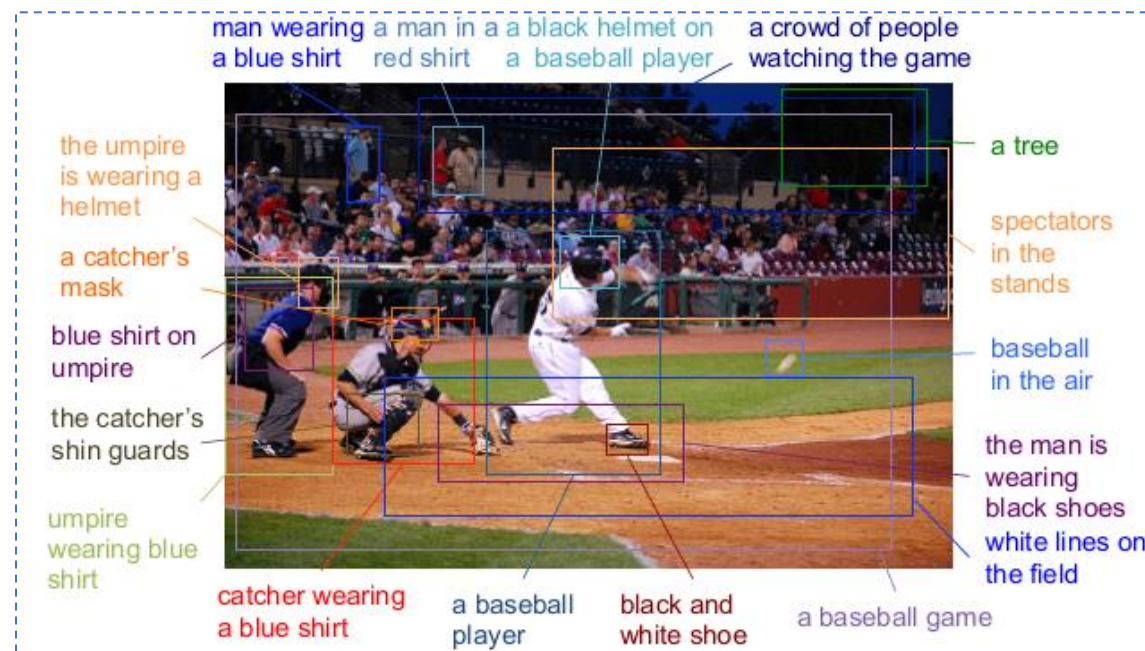 man wearing
a blue shirt
a man in a
red shirt
a black helmet on
a baseball player
a crowd of people
watching the game
the umpire
is wearing a
helmet
a tree
a catcher's
mask
spectators
in the
stands
blue shirt on
umpire
baseball
in the air
the catcher's
shin guards
the man is
wearing
black shoes
umpire
wearing blue
shirt
white lines on
the field
catcher wearing
a blue shirt
a baseball
player
black and
white shoe
a baseball game